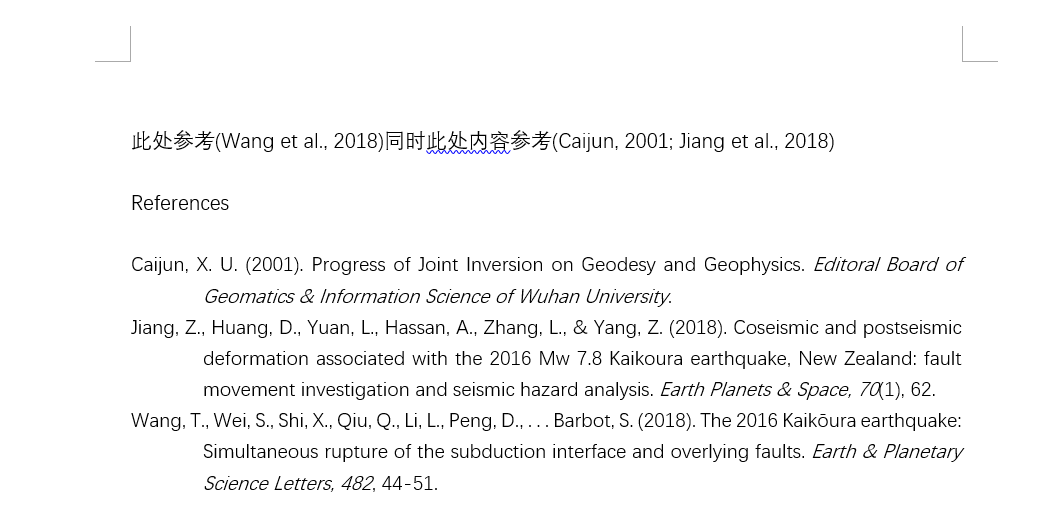 此处参考(Wang et al., 2018)同时此处内容参考(Caijun, 2001; Jiang et al., 2018)
References
Caijun, X. U. (2001). Progress of Joint Inversion on Geodesy and Geophysics. Editoral Board of
Geomatics & Information Science of Wuhan University.
Jiang, Z., Huang, D., Yuan, L., Hassan, A., Zhang, L., & Yang, Z. (2018). Coseismic and postseismic
deformation associated with the 2016 Mw 7.8 Kaikoura earthquake, New Zealand: fault
movement investigation and seismic hazard analysis. Earth Planets & Space, 70(1), 62.
Wang, T., Wei, S., Shi, X., Qiu, Q., Li, L., Peng, D., . . . Barbot, S. (2018). The 2016 Kaikōura earthquake:
Simultaneous rupture of the subduction interface and overlying faults. Earth & Planetary
Science Letters, 482, 44-51.